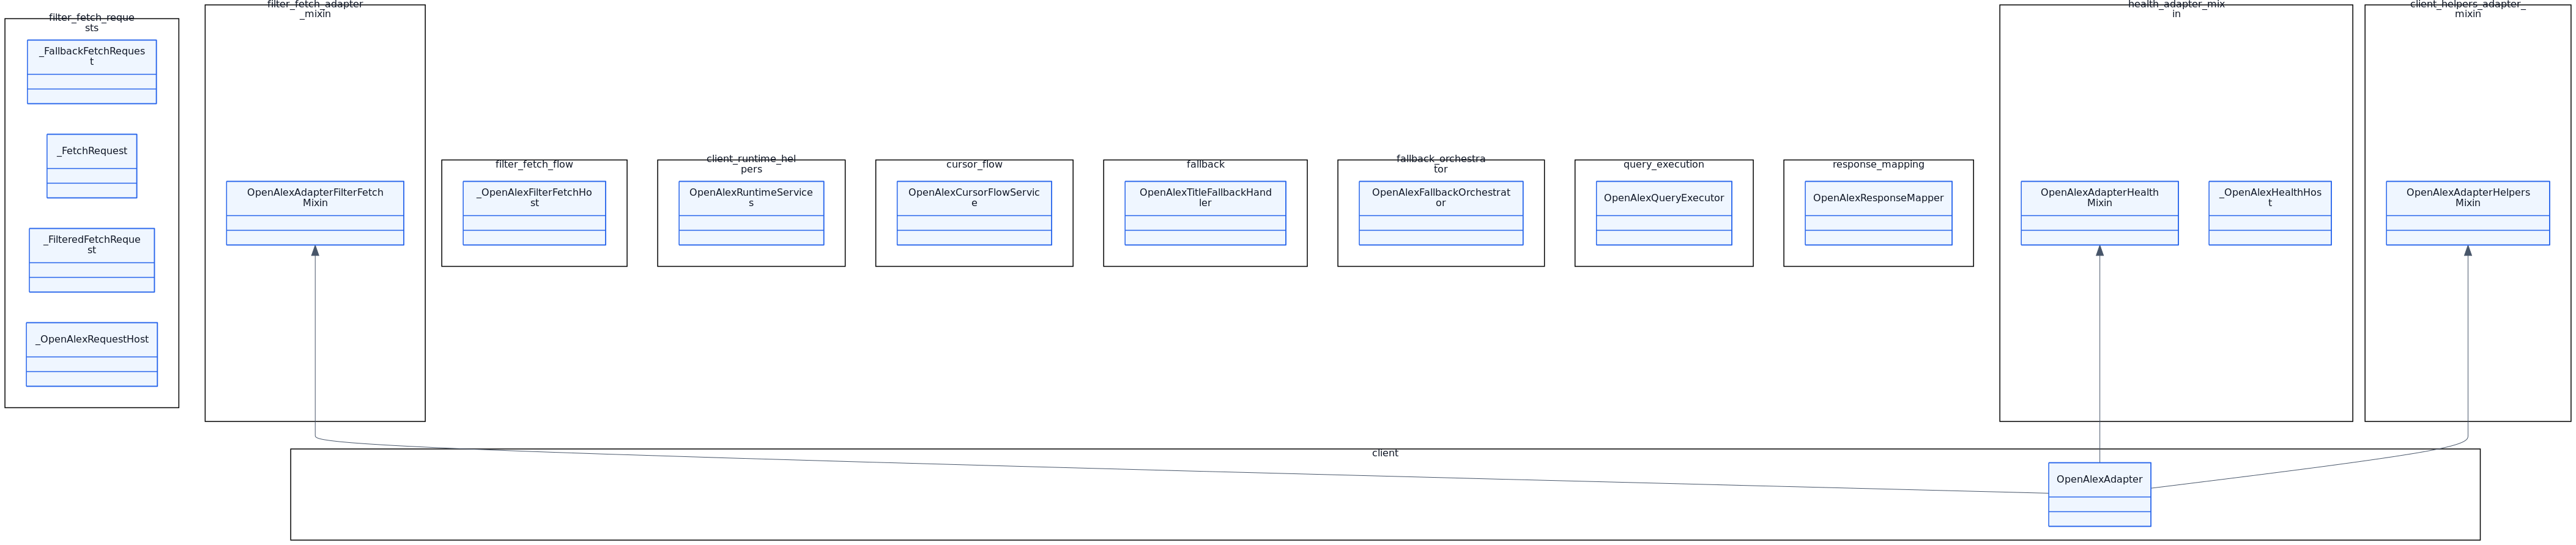 filter_fetch_reque
sts
_FallbackFetchReques
t
_FetchRequest
_FilteredFetchReque
st
_OpenAlexRequestHost
filter_fetch_adapter
_mixin
OpenAlexAdapterFilterFetch
Mixin
filter_fetch_flow
_OpenAlexFilterFetchHo
st
client_runtime_hel
pers
OpenAlexRuntimeService
s
cursor_flow
OpenAlexCursorFlowServic
e
fallback
OpenAlexTitleFallbackHand
ler
fallback_orchestra
tor
OpenAlexFallbackOrchestrat
or
query_execution
OpenAlexQueryExecutor
response_mapping
OpenAlexResponseMapper
health_adapter_mix
in
OpenAlexAdapterHealth
Mixin
_OpenAlexHealthHos
t
client_helpers_adapter_
mixin
OpenAlexAdapterHelpers
Mixin
client
OpenAlexAdapter